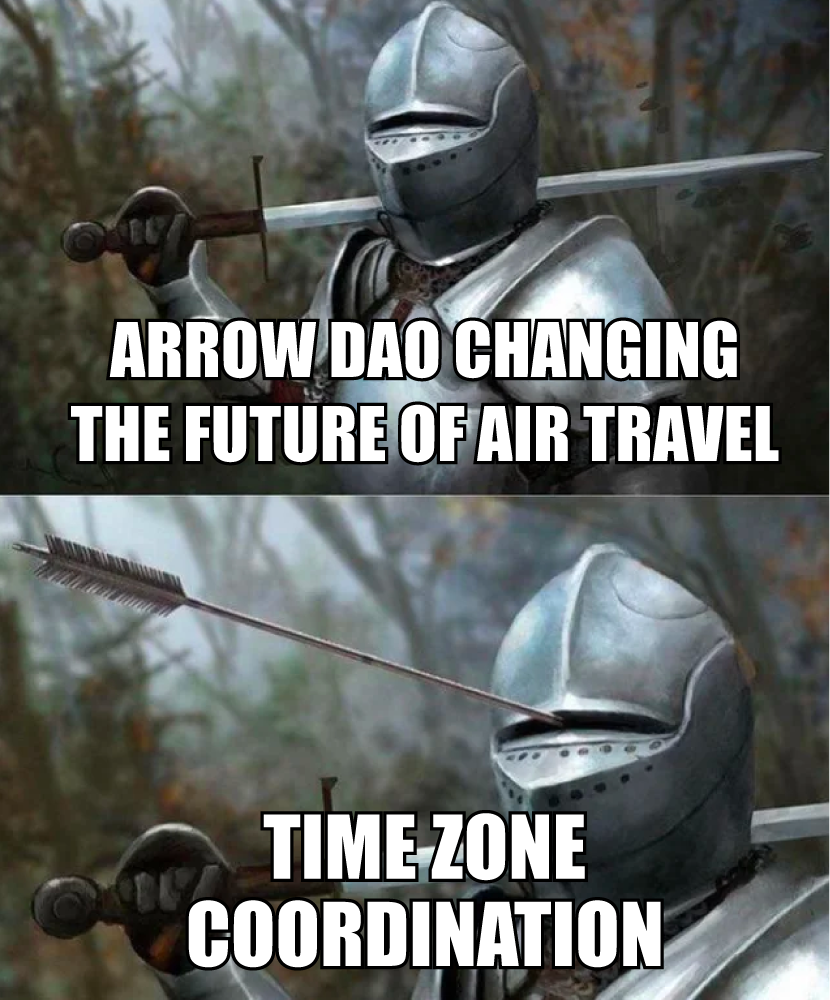 ARROW DAO CHANGING
THE FUTURE OF AIR TRAVEL
TIME ZONE
COORDINATION